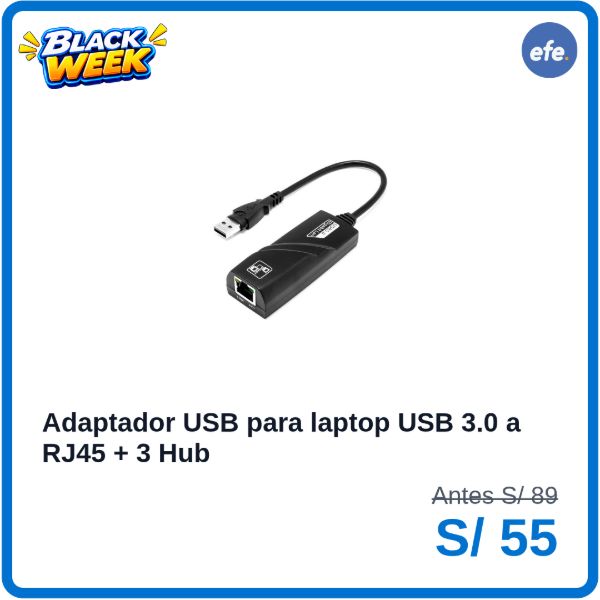 BLACK
WEEK
efe.
Adaptador USB para laptop USB 3.0 a
RJ45 + 3 Hub
Antes S/ 89
S/ 55